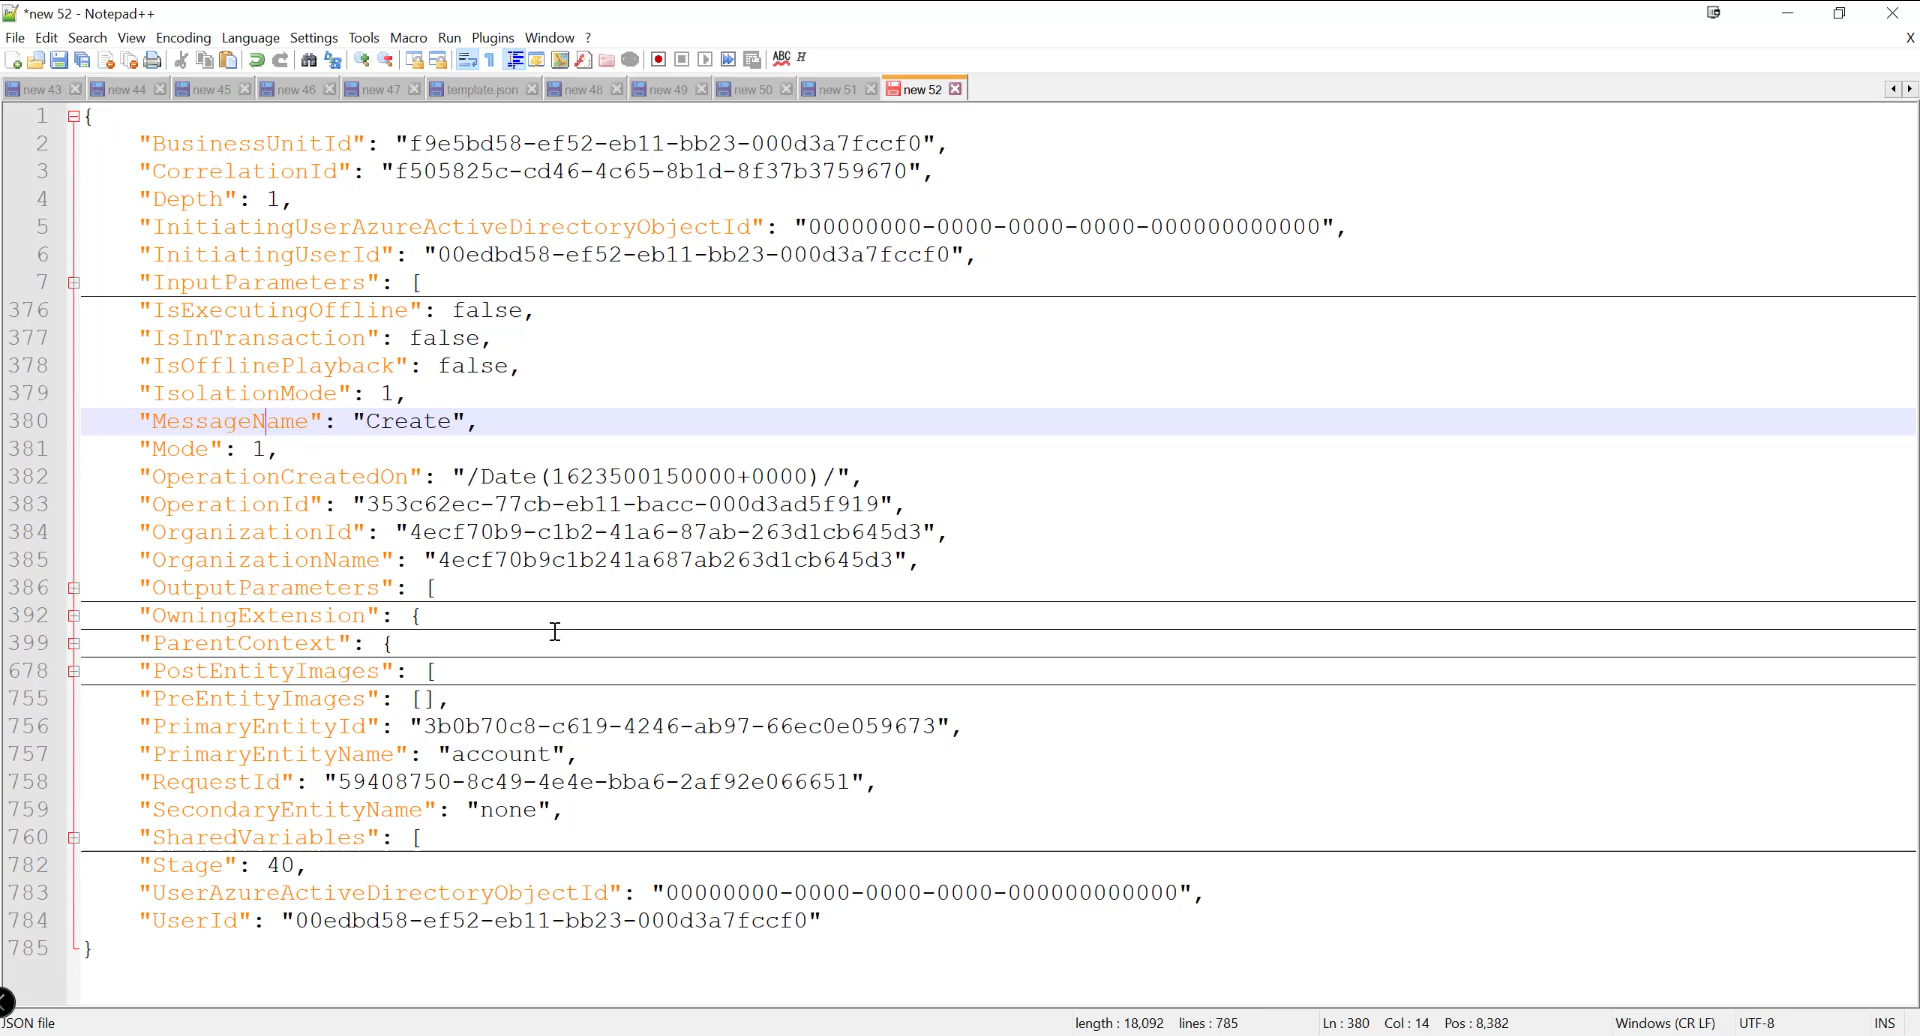 *new 52 - Notepad++
File Edit Search View Encoding Language Settings Tools Macro Run Plugins Window ? X
ABC H
new 43 new 44 new 45 new 46 new 47 template.json new 48 new 49 new 50 new 51 new 52
1 {
2 "BusinessUnitId": "f9e5bd58-ef52-eb11-bb23-000d3a7fccf0",
3 "CorrelationId": "f505825c-cd46-4c65-8b1d-8f37b3759670",
4 "Depth": 1,
5 "InitiatingUserAzureActiveDirectoryObjectId": "00000000-0000-0000-0000-000000000000",
6 "InitiatingUserId": "00edbd58-ef52-eb11-bb23-000d3a7fccf0",
7 "InputParameters": [
376 "IsExecutingOffline": false,
377 "IsInTransaction": false,
378 "IsOfflinePlayback": false,
379 "IsolationMode": 1,
380 "MessageName": "Create",
381 "Mode": 1,
382 "OperationCreatedOn": "/Date(1623500150000+0000)/",
383 "OperationId": "353c62ec-77cb-eb11-bacc-000d3ad5f919",
384 "OrganizationId": "4ecf70b9-c1b2-41a6-87ab-263d1cb645d3",
385 "OrganizationName": "4ecf70b9c1b241a687ab263d1cb645d3",
386 "OutputParameters": [
392 "OwningExtension": {
399 "ParentContext": {
678 "PostEntityImages": [
755 "PreEntityImages": [],
756 "PrimaryEntityId": "3b0b70c8-c619-4246-ab97-66ec0e059673",
757 "PrimaryEntityName": "account",
758 "RequestId": "59408750-8c49-4e4e-bba6-2af92e066651",
759 "SecondaryEntityName": "none",
760 "SharedVariables": [
782 "Stage": 40,
783 "UserAzureActiveDirectoryObjectId": "00000000-0000-0000-0000-000000000000",
784 "UserId": "00edbd58-ef52-eb11-bb23-000d3a7fccf0"
785 }
JSON file length : 18,092 lines : 785 Ln : 380 Col : 14 Pos : 8,382 Windows (CR LF) UTF-8 INS